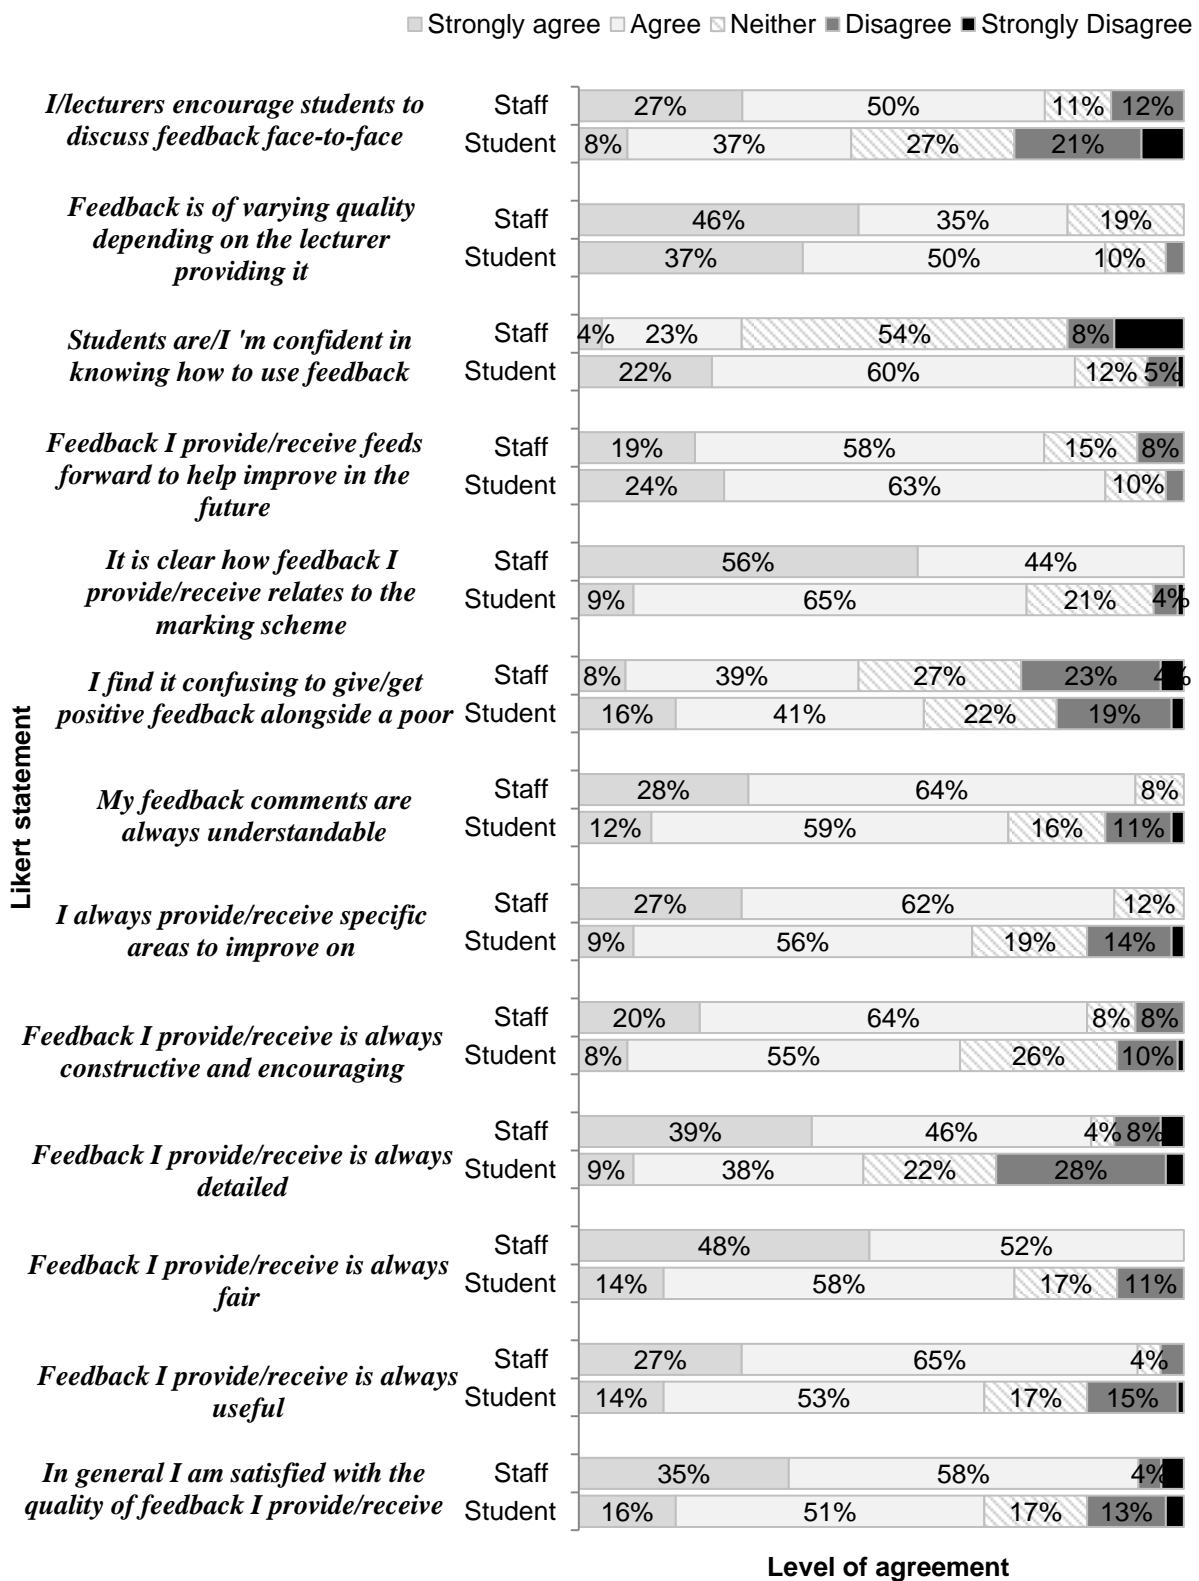 Strongly agree Agree Neither Disagree Strongly Disagree
I/lecturers encourage students to
discuss feedback face-to-face
Staff 27% 50% 11% 12%
Student 8% 37% 27% 21%
Feedback is of varying quality
depending on the lecturer
providing it
Staff 46% 35% 19%
Student 37% 50% 10%
Students are/I 'm confident in
knowing how to use feedback
Staff 4% 23% 54% 8%
Student 22% 60% 12% 5%
Feedback I provide/receive feeds
forward to help improve in the
future
Staff 19% 58% 15% 8%
Student 24% 63% 10%
It is clear how feedback I
provide/receive relates to the
marking scheme
Staff 56% 44%
Student 9% 65% 21% 4%
I find it confusing to give/get
positive feedback alongside a poor
Staff 8% 39% 27% 23% 4%
Student 16% 41% 22% 19%
My feedback comments are
always understandable
Staff 28% 64% 8%
Student 12% 59% 16% 11%
I always provide/receive specific
areas to improve on
Staff 27% 62% 12%
Student 9% 56% 19% 14%
Feedback I provide/receive is always
constructive and encouraging
Staff 20% 64% 8% 8%
Student 8% 55% 26% 10%
Feedback I provide/receive is always
detailed
Staff 39% 46% 4% 8%
Student 9% 38% 22% 28%
Feedback I provide/receive is always
fair
Staff 48% 52%
Student 14% 58% 17% 11%
Feedback I provide/receive is always
useful
Staff 27% 65% 4%
Student 14% 53% 17% 15%
In general I am satisfied with the
quality of feedback I provide/receive
Staff 35% 58% 4%
Student 16% 51% 17% 13%
Likert statement
Level of agreement